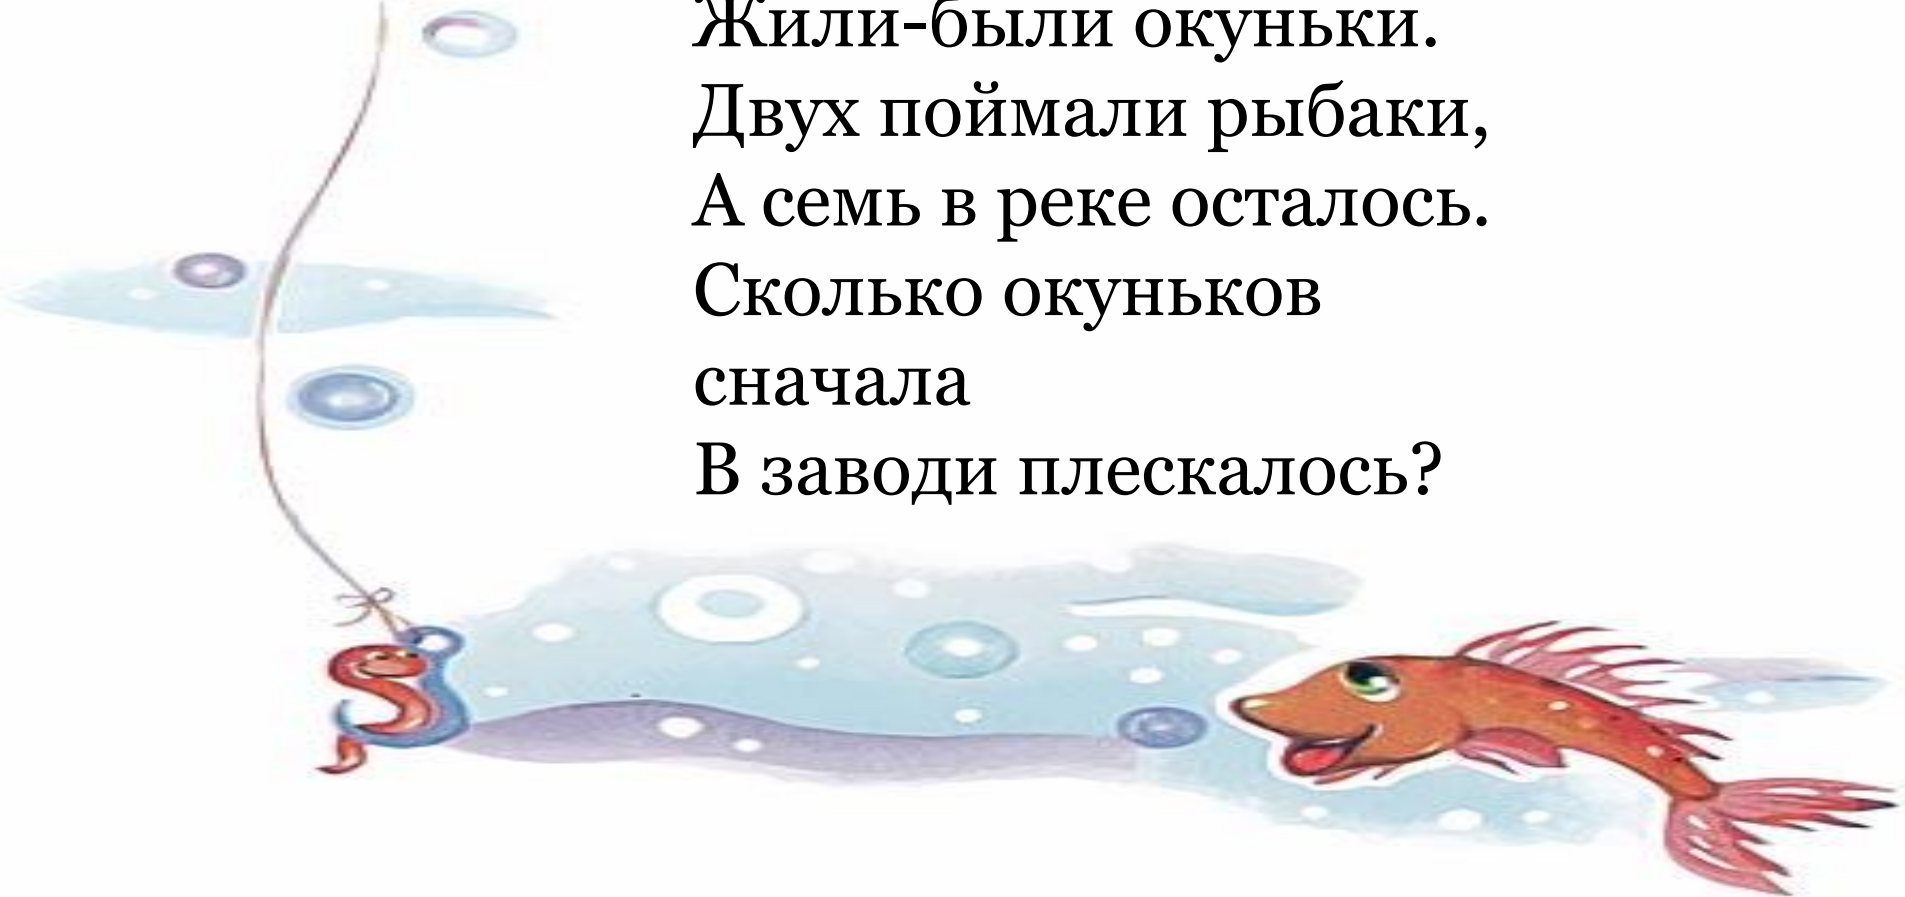 Жили-были окуньки.
Двух поймали рыбаки,
А семь в реке осталось.
Сколько окуньков
сначала
В заводи плескалось?